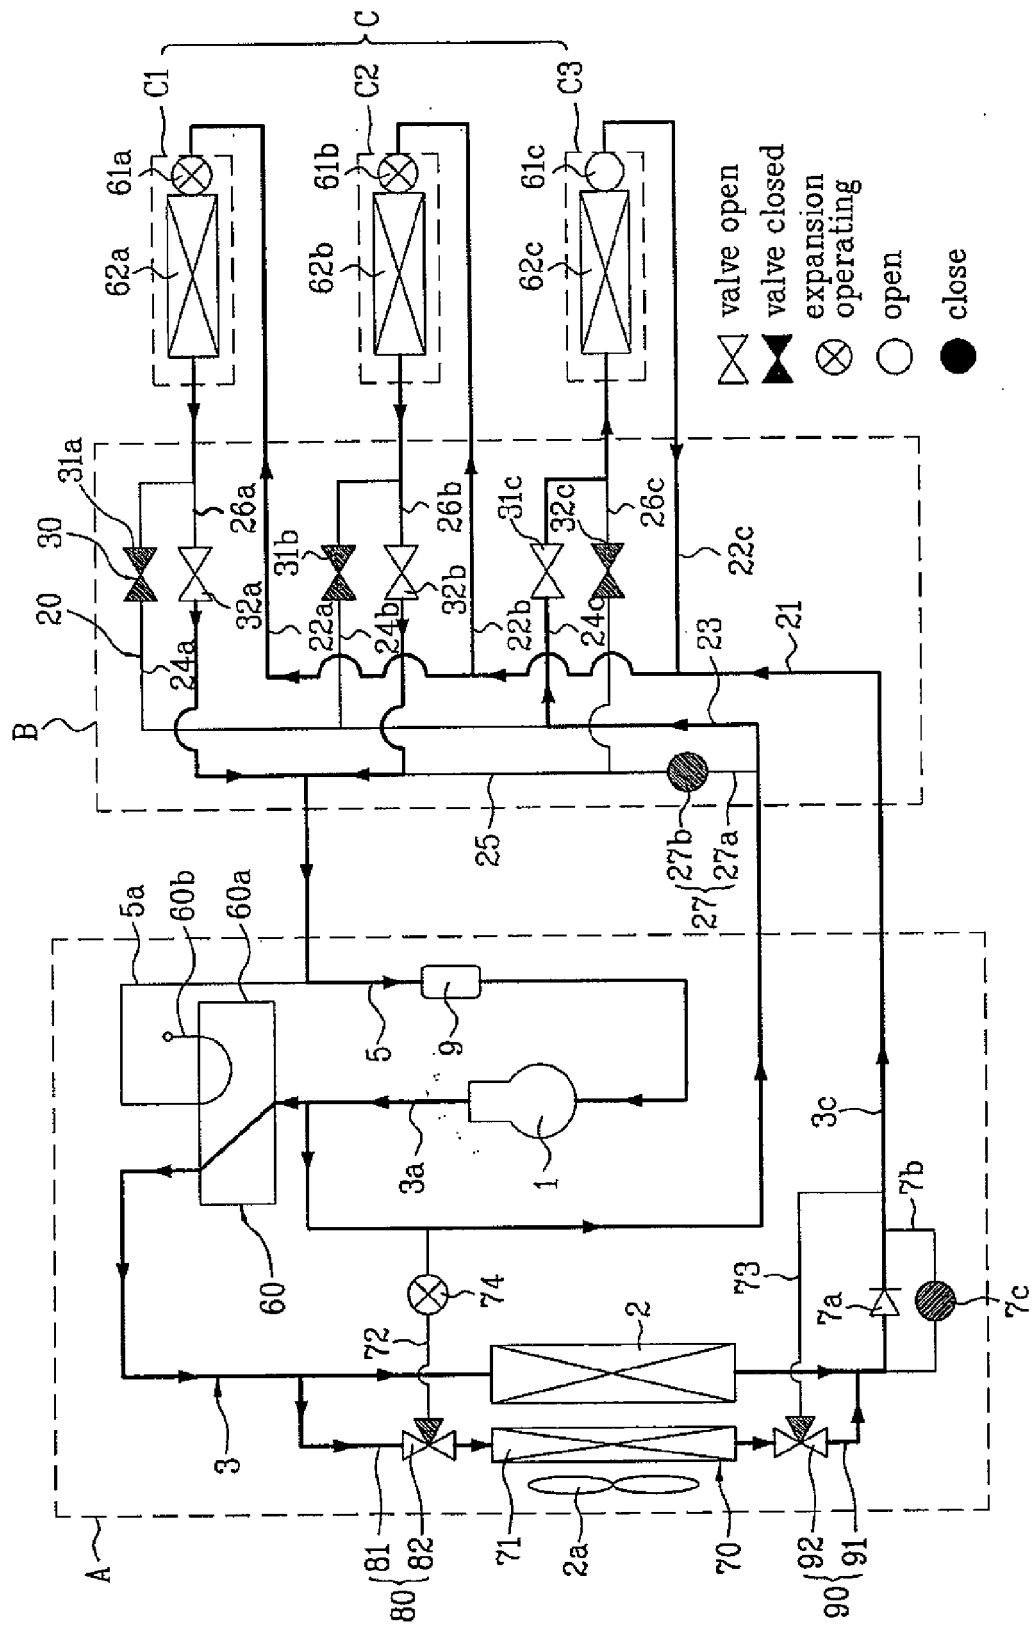 A
B
C
C1
C2
C3
61a
62a
61b
62b
61c
62c
31a
30
20
24a
26a
32a
22a
31b
24b
26b
32b
22b
31c
24c
32c
26c
22c
21
23
25
27b
27a
27
5a
60b
60a
60
5
9
3a
1
3
72
74
2
71
2a
70
81
82
80
92
91
90
73
7a
7b
7c
3c
valve open
valve closed
expansion
operating
open
close